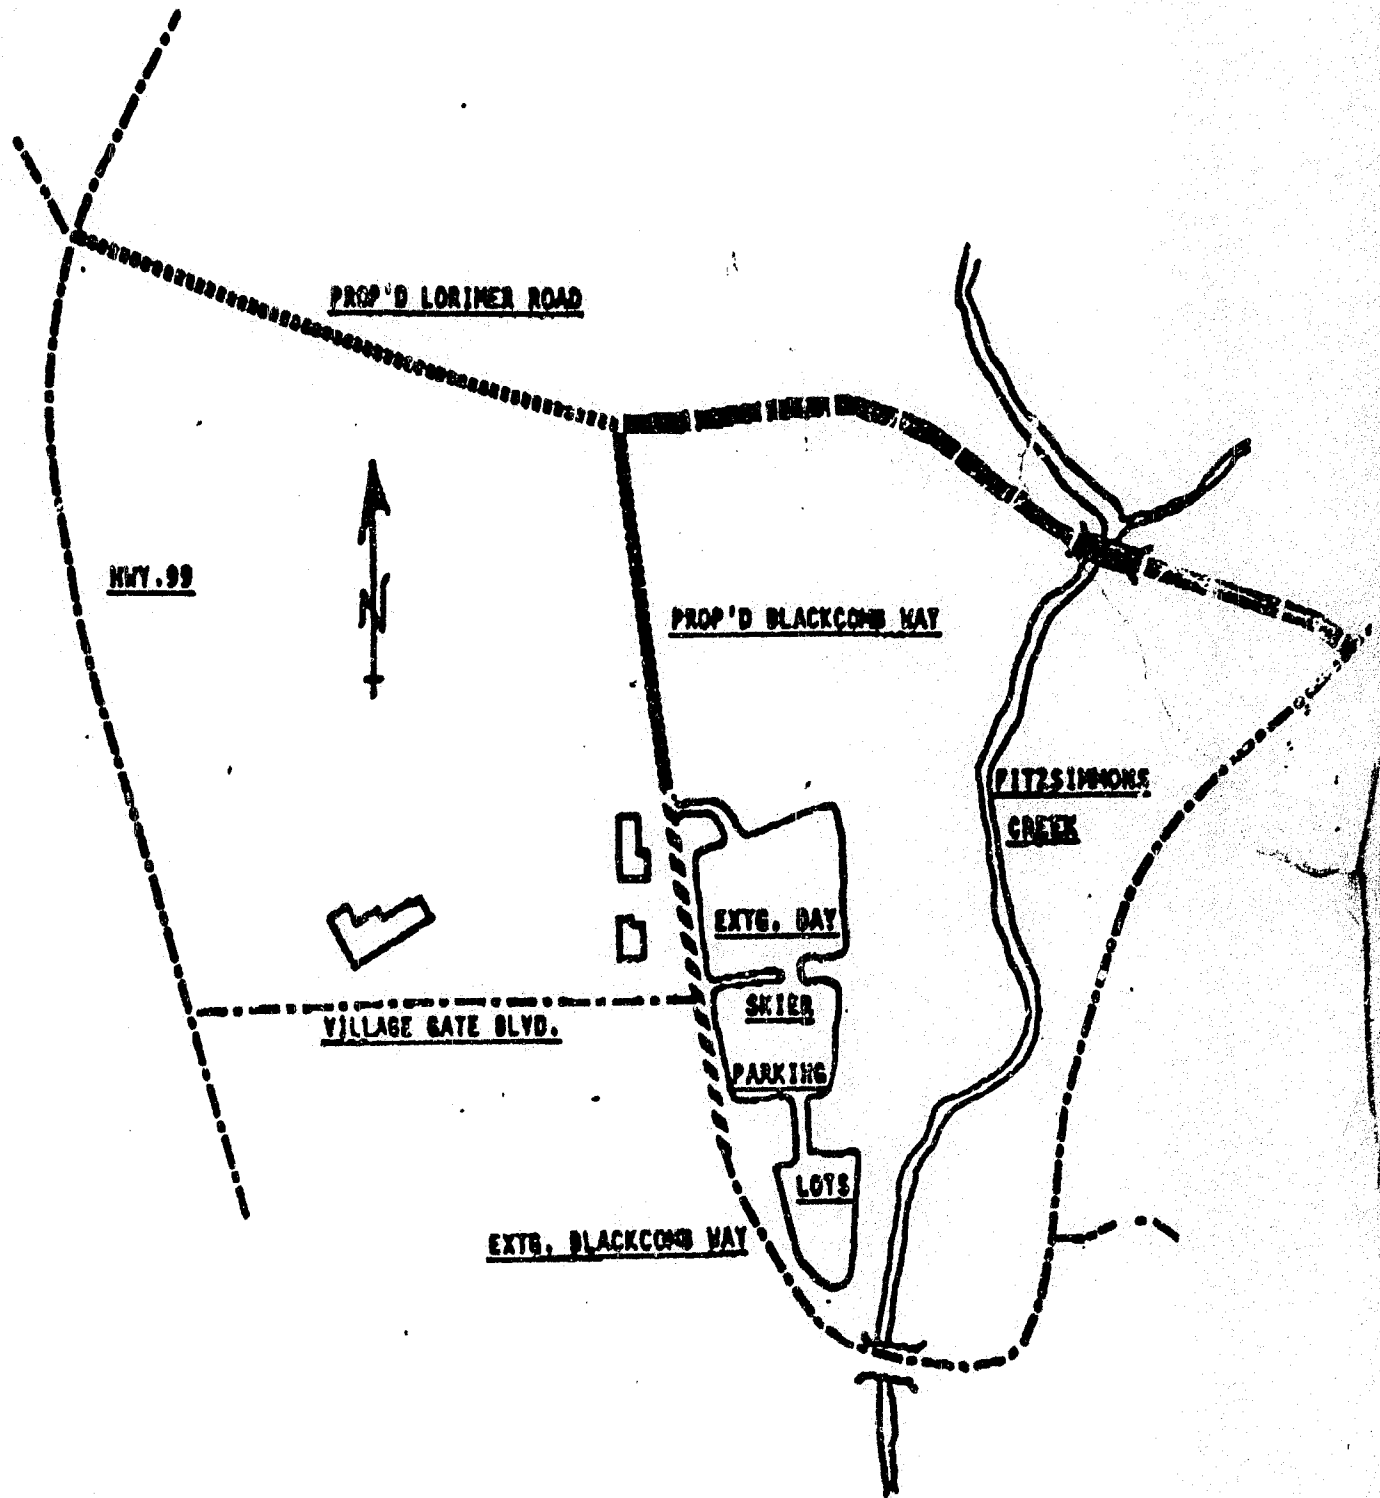 PROP'D LORIMER ROAD
N
HWY.99
PROP'D BLACKCOMB WAY
FITZSIMMONS
CREEK
EXTG. DAY
SKIER
PARKING
LOTS
VILLAGE GATE BLVD.
EXTG. BLACKCOMB WAY